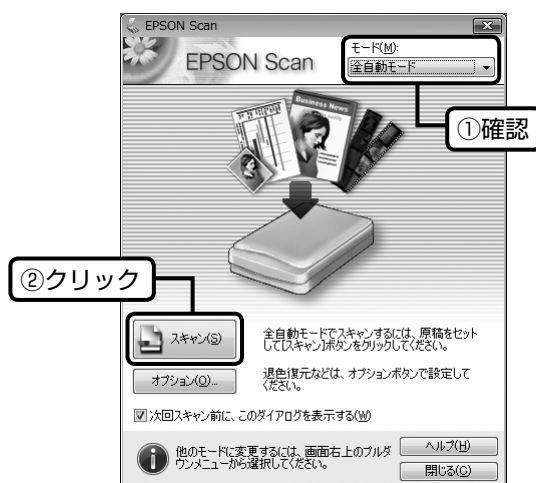 EPSON Scan
EPSON Scan
モード(M):
全自動モード
①確認
Business News
②クリック
スキャン(S)
全自動モードでスキャンするには、原稿をセット
して[スキャン]ボタンをクリックしてください。
オプション(O)...
退色復元などは、オプションボタンで設定して
ください。
次回スキャン前に、このダイアログを表示する(W)
他のモードに変更するには、画面右上のプルダ
ウンメニューから選択してください。
ヘルプ(H)
閉じる(C)